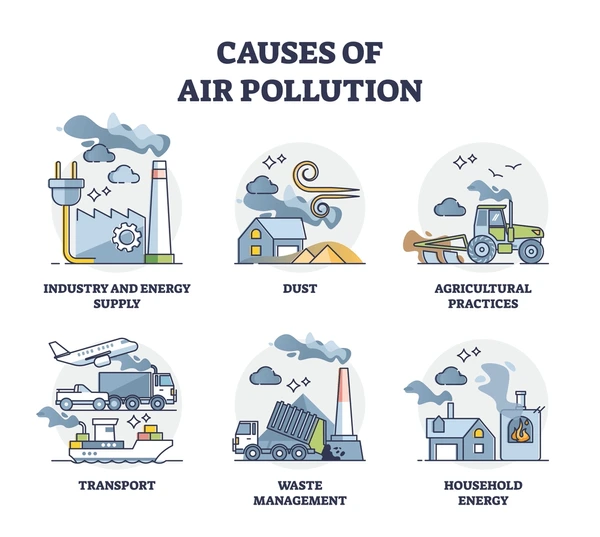 CAUSES OF
AIR POLLUTION
INDUSTRY AND ENERGY
SUPPLY
DUST
AGRICULTURAL
PRACTICES
TRANSPORT
WASTE
MANAGEMENT
HOUSEHOLD
ENERGY